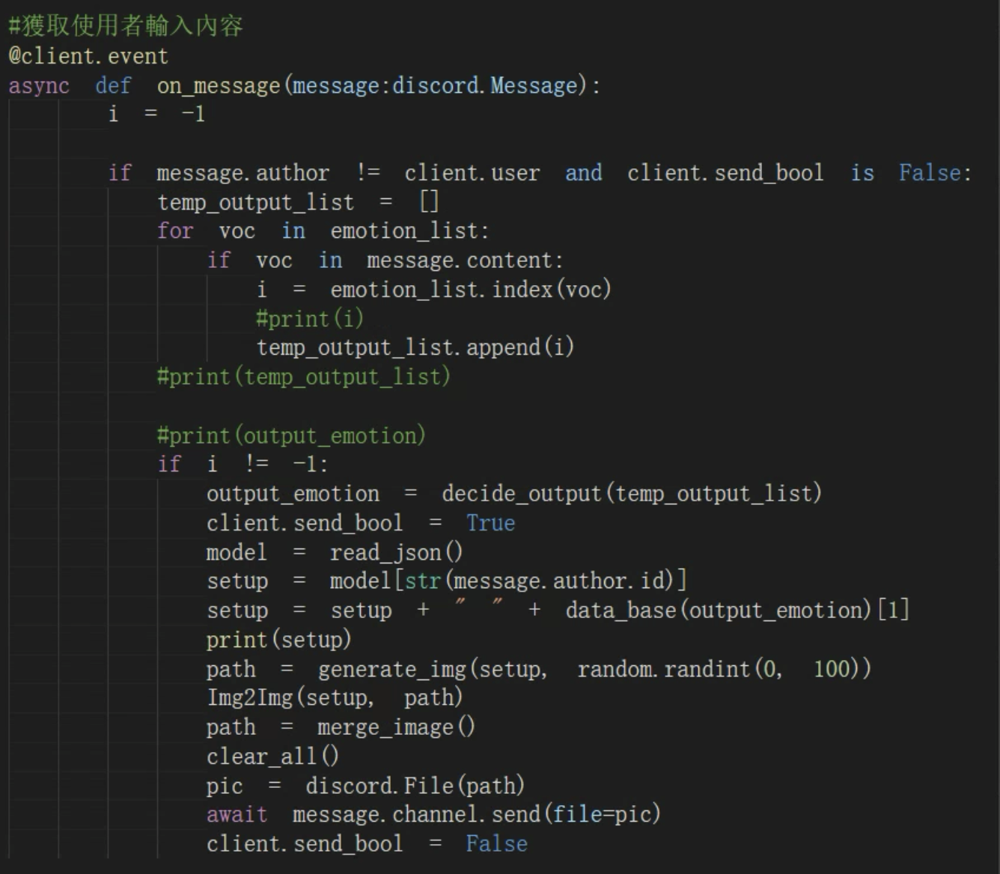 #獲取使用者輸入內容
@client.event
async def on_message(message:discord.Message):
i = -1
if message.author != client.user and client.send_bool is False:
temp_output_list = []
for voc in emotion_list:
if voc in message.content:
i = emotion_list.index(voc)
#print(i)
temp_output_list.append(i)
#print(temp_output_list)
#print(output_emotion)
if i != -1:
output_emotion = decide_output(temp_output_list)
client.send_bool = True
model = read_json()
setup = model[str(message.author.id)]
setup = setup + " " + data_base(output_emotion)[1]
print(setup)
path = generate_img(setup, random.randint(0, 100))
Img2Img(setup, path)
path = merge_image()
clear_all()
pic = discord.File(path)
await message.channel.send(file=pic)
client.send_bool = False